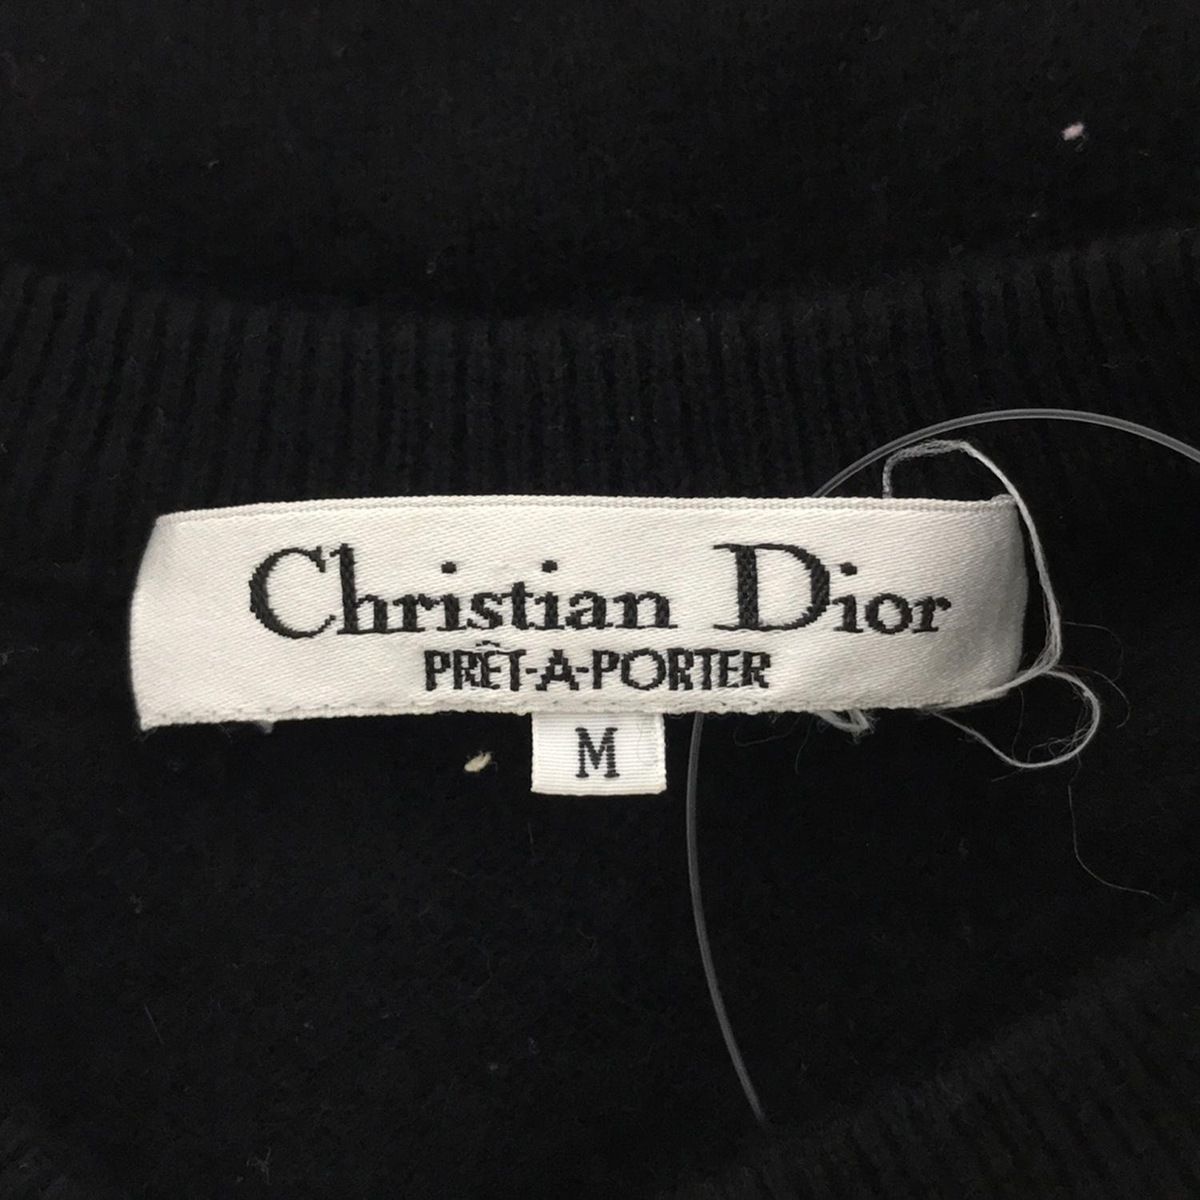 Christian Dior
PRÊT-A-PORTER
M